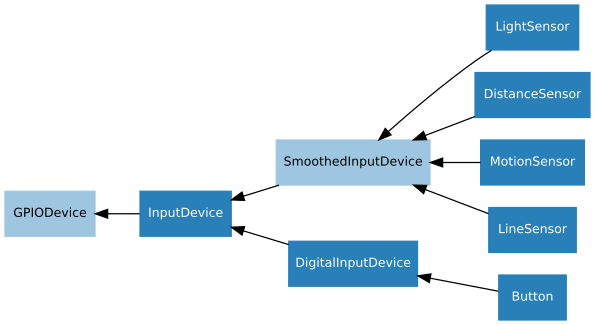 LightSensor
DistanceSensor
SmoothedInputDevice
MotionSensor
GPIODevice
InputDevice
LineSensor
DigitalInputDevice
Button